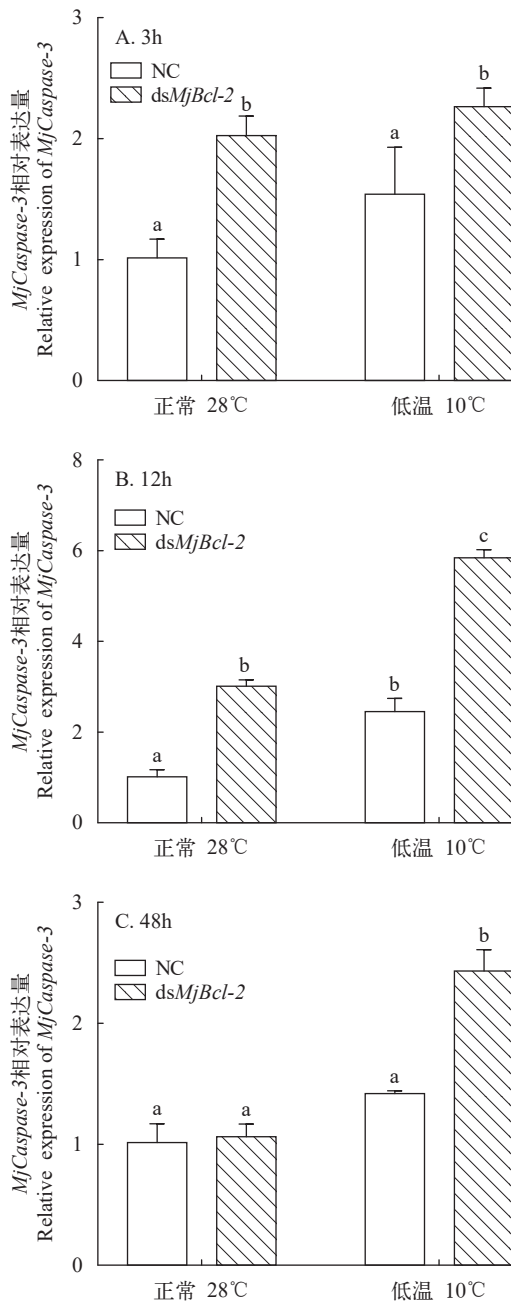 3
A. 3h
NC
dsMjBcl-2
b
b
2
a
a
1
0
MjCaspase-3相对表达量
Relative expression of MjCaspase-3
正常 28℃
低温 10℃
8
B. 12h
NC
dsMjBcl-2
c
6
4
b
b
2
a
0
MjCaspase-3相对表达量
Relative expression of MjCaspase-3
正常 28℃
低温 10℃
3
C. 48h
NC
dsMjBcl-2
b
2
a
a
a
1
0
MjCaspase-3相对表达量
Relative expression of MjCaspase-3
正常 28℃
低温 10℃